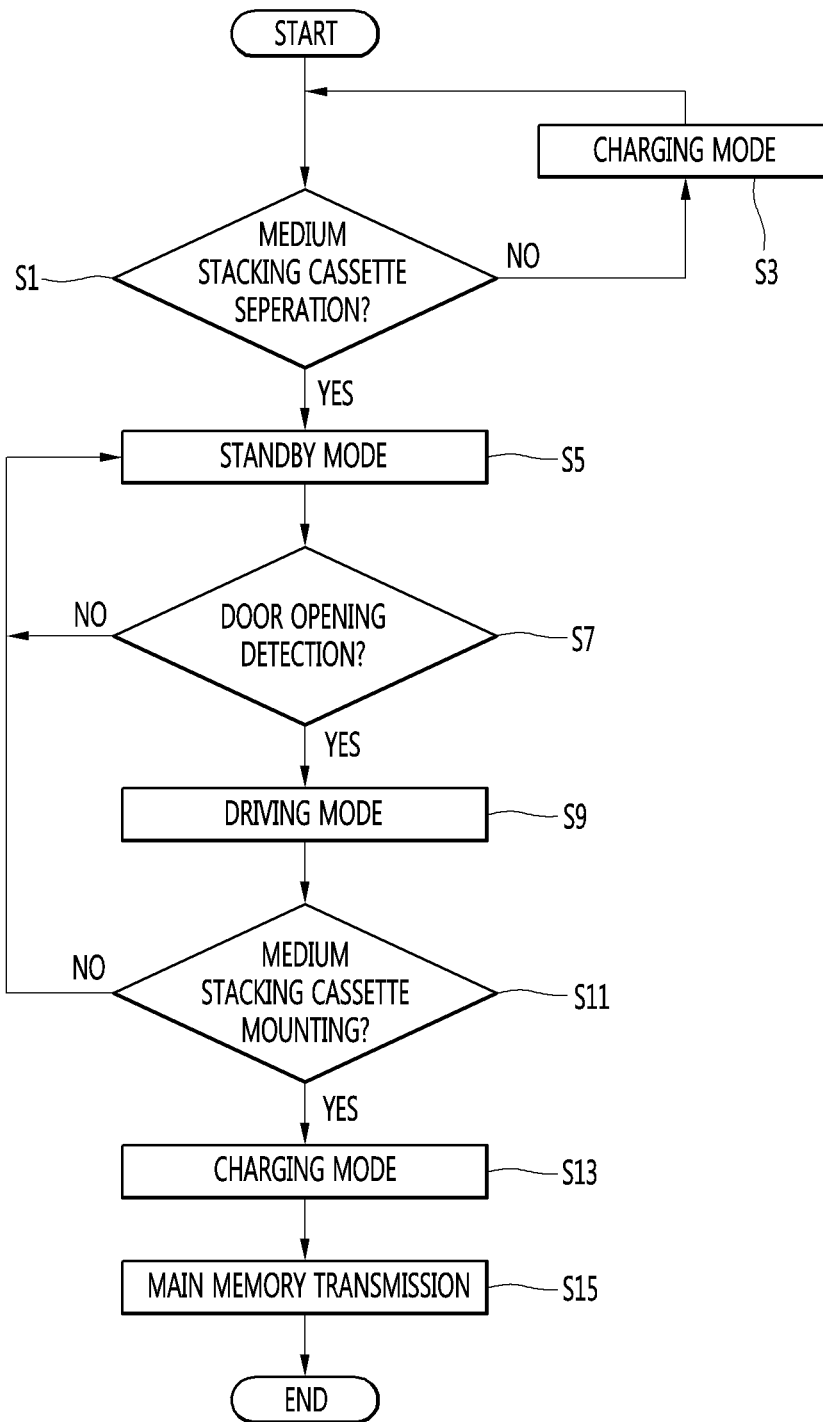 START
CHARGING MODE
S3
MEDIUM
STACKING CASSETTE
SEPERATION?
S1
NO
YES
STANDBY MODE
S5
NO
DOOR OPENING
DETECTION?
S7
YES
DRIVING MODE
S9
NO
MEDIUM
STACKING CASSETTE
MOUNTING?
S11
YES
CHARGING MODE
S13
MAIN MEMORY TRANSMISSION
S15
END